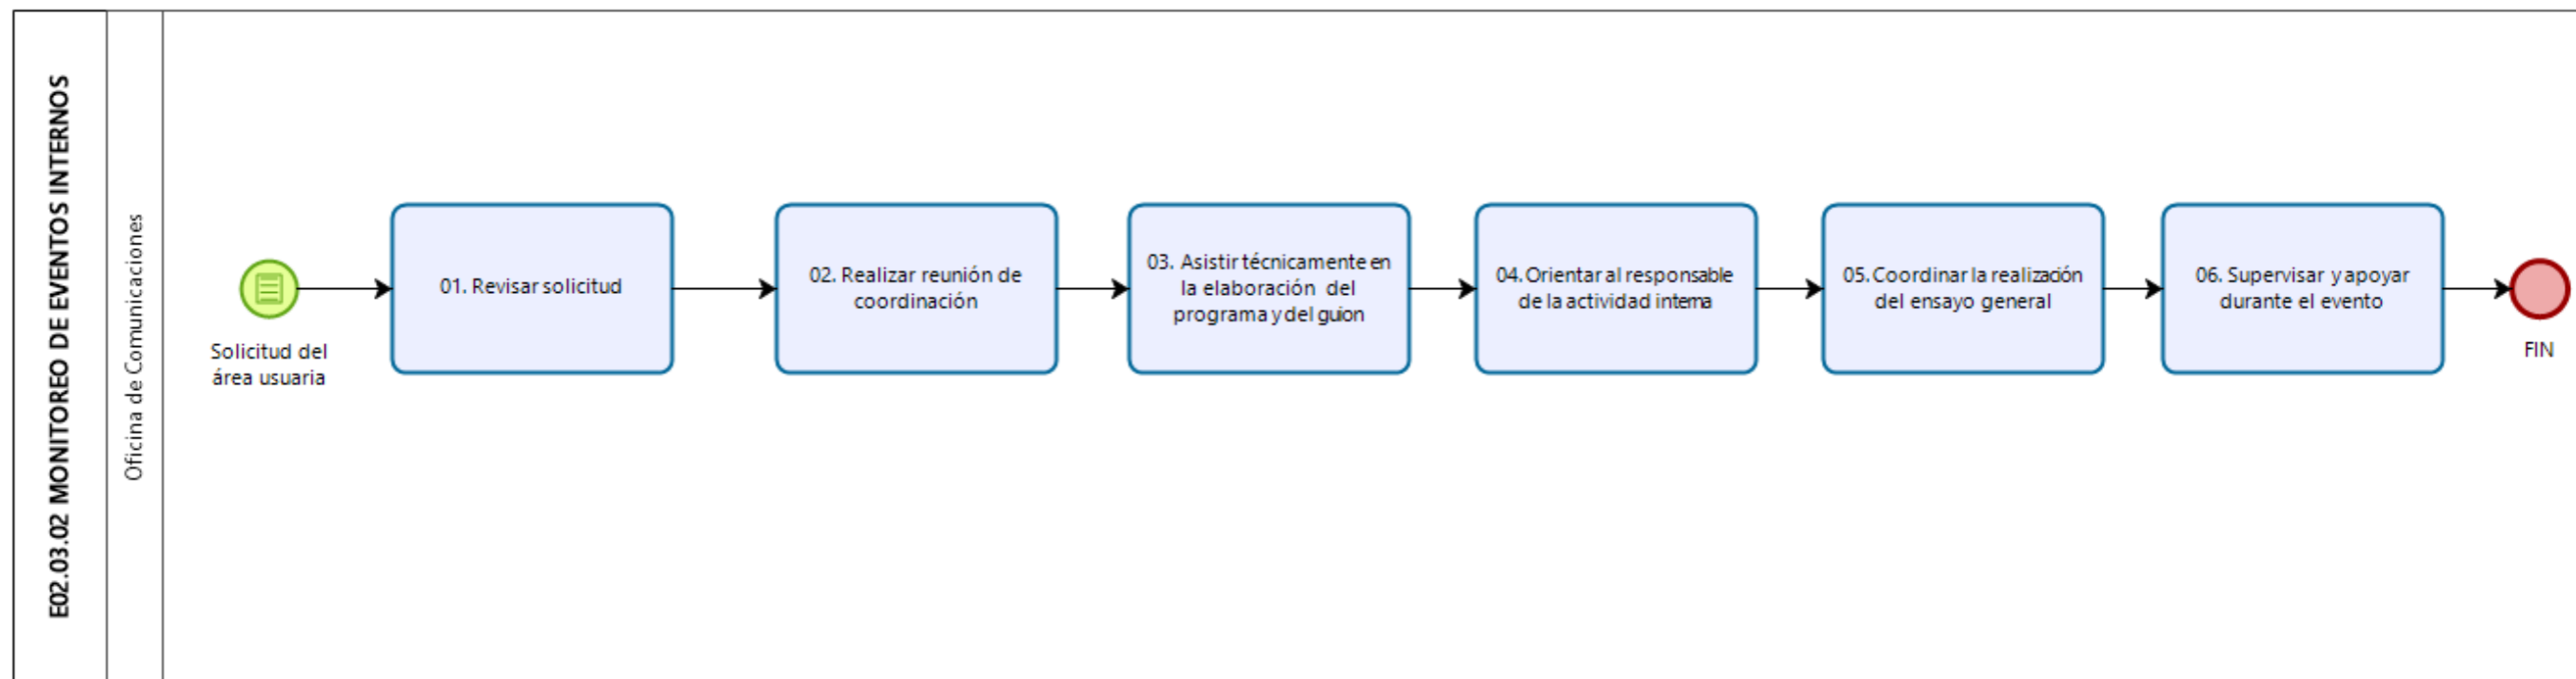 E02.03.02 MONITOREO DE EVENTOS INTERNOS
Oficina de Comunicaciones
Solicitud del
área usuaria
01. Revisar solicitud
02. Realizar reunión de
coordinación
03. Asistir técnicamente en
la elaboración del
programa y del guion
04. Orientar al responsable
de la actividad interna
05. Coordinar la realización
del ensayo general
06. Supervisar y apoyar
durante el evento
FIN